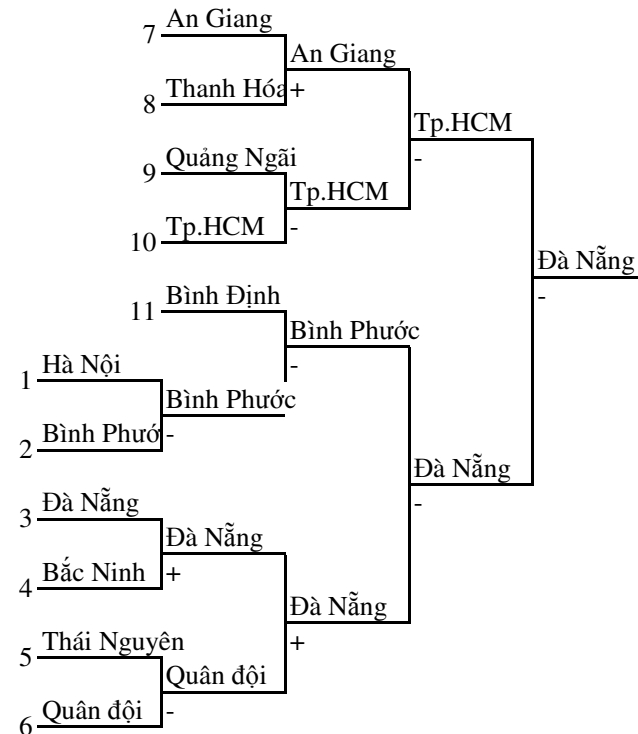 An Giang
7
An Giang
Thanh Hóa
+
8
Tp.HCM
-
Quảng Ngãi
9
Tp.HCM
Tp.HCM
-
10
Đà Nẵng
-
Bình Định
11
Bình Phước
-
Hà Nội
1
Bình Phước
Bình Phướ
-
2
Đà Nẵng
-
Đà Nẵng
3
Đà Nẵng
Bắc Ninh
+
4
Đà Nẵng
+
Thái Nguyên
5
Quân đội
Quân đội
-
6